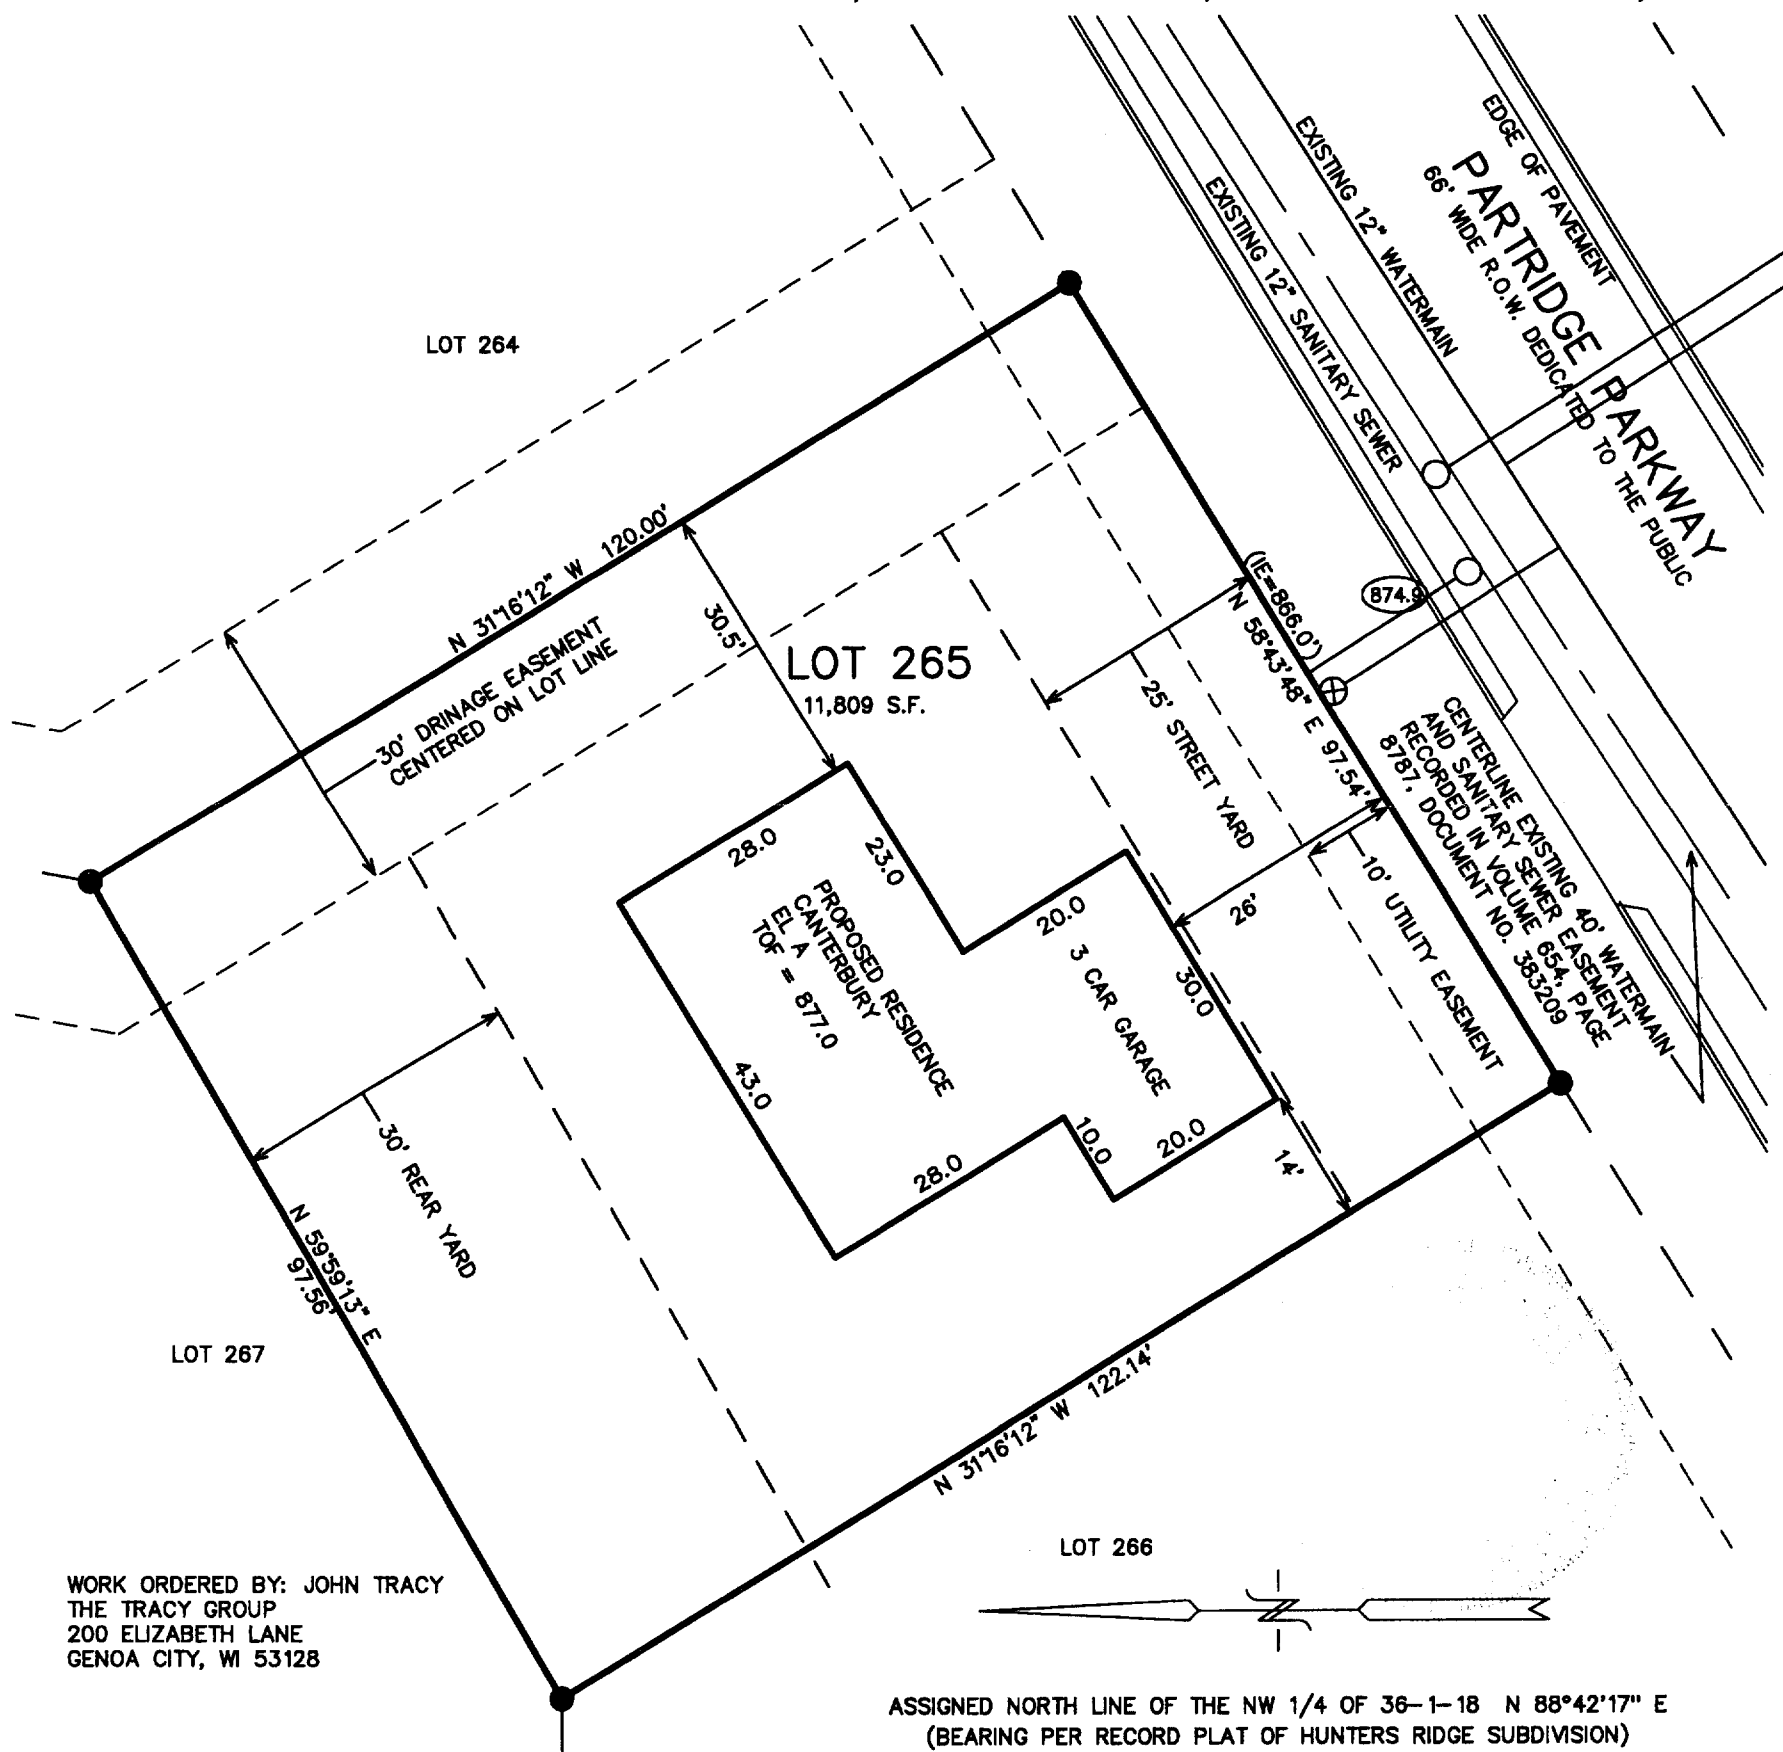 EDGE OF PAVEMENT
PARTRIDGE PARKWAY
66' WIDE R.O.W. DEDICATED TO THE PUBLIC
EXISTING 12" WATERMAIN
EXISTING 12" SANITARY SEWER
LOT 264
N 31°16'12" W 120.00'
30' DRINAGE EASEMENT
CENTERED ON LOT LINE
30.5'
LOT 265
11,809 S.F.
(IE=866.0')
874.9
N 58°43'48" E 97.54'
25' STREET YARD
CENTERLINE EXISTING 40' WATERMAIN
AND SANITARY SEWER EASEMENT
RECORDED IN VOLUME 654, PAGE
8787, DOCUMENT NO. 383209
28.0
23.0
20.0
26'
10' UTILITY EASEMENT
PROPOSED RESIDENCE
CANTERBURY
EL A
TOF = 877.0
3 CAR GARAGE
30.0
43.0
28.0
10.0
20.0
14'
30' REAR YARD
N 59°59'13" E
97.56'
LOT 267
N 31°16'12" W 122.14'
LOT 266
WORK ORDERED BY: JOHN TRACY
THE TRACY GROUP
200 ELIZABETH LANE
GENOA CITY, WI 53128
ASSIGNED NORTH LINE OF THE NW 1/4 OF 36-1-18 N 88°42'17" E
(BEARING PER RECORD PLAT OF HUNTERS RIDGE SUBDIVISION)